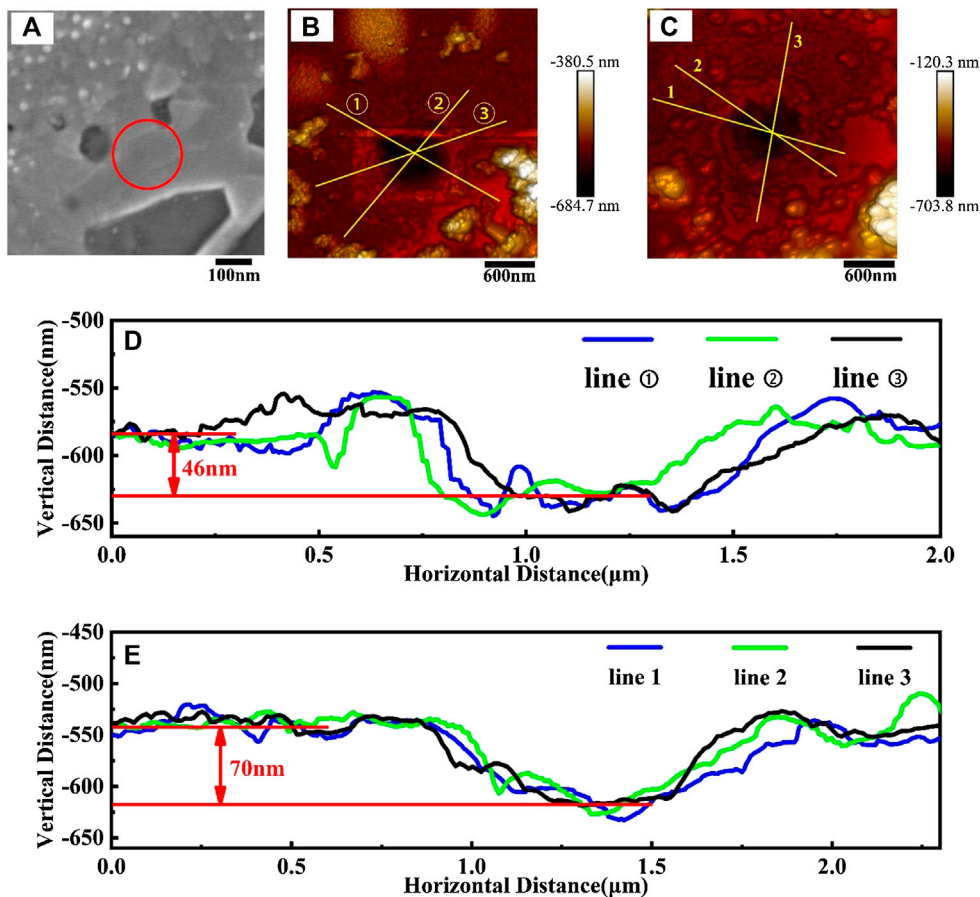 A
100nm
B
①
②
③
-380.5 nm
-684.7 nm
600nm
C
1
2
3
-120.3 nm
-703.8 nm
600nm
D
Vertical Distance(nm)
-500
-550
-600
-650
46nm
line ①
line ②
line ③
0.0 0.5 1.0 1.5 2.0
Horizontal Distance(μm)
E
Vertical Distance(nm)
-450
-500
-550
-600
-650
70nm
line 1
line 2
line 3
0.0 0.5 1.0 1.5 2.0
Horizontal Distance(μm)